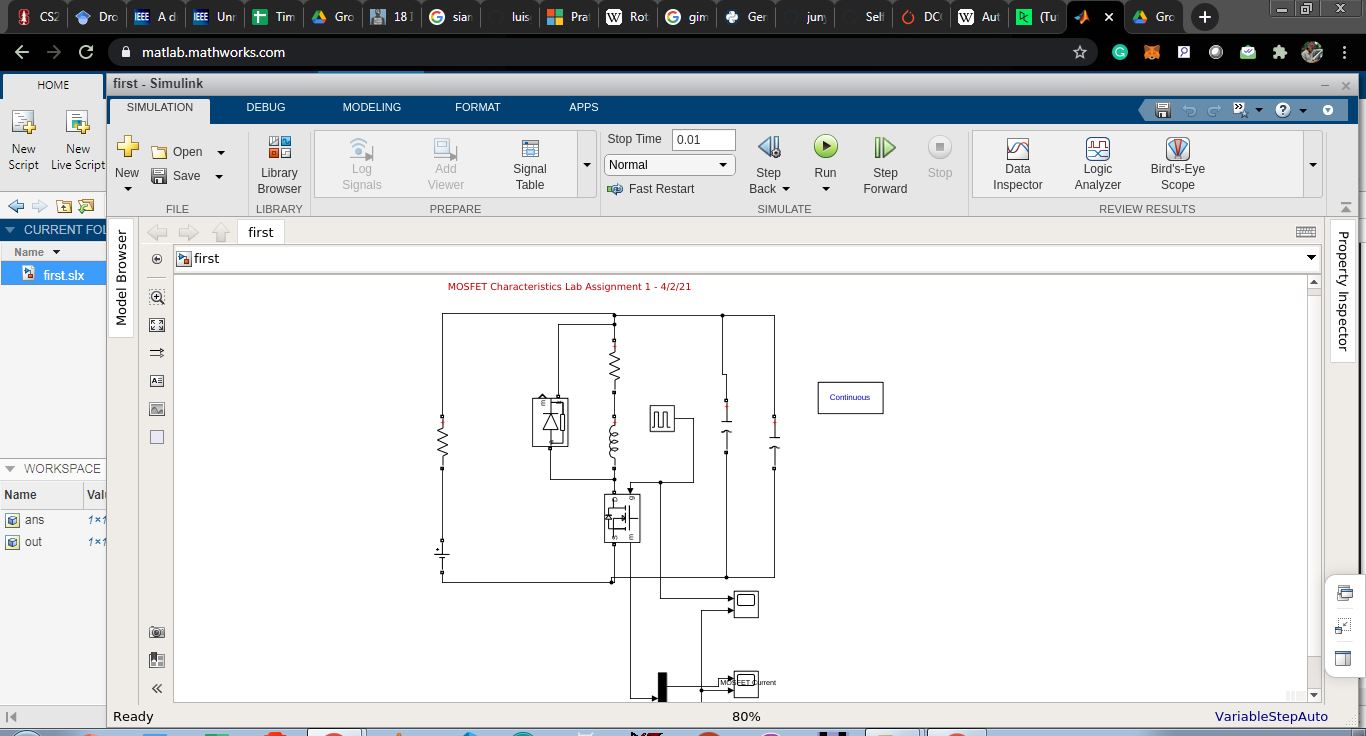 CS2
Dro
A d
Unr
Tim
Gro
18 I
sian
luis
Prat
Rot
gim
Ger
jun
Self
DCC
Aut
(Tu
Gro
matlab.mathworks.com
HOME
first - Simulink
SIMULATION DEBUG MODELING FORMAT APPS
New Script
New Live Script
New
Open
Save
FILE
Library Browser
LIBRARY
Log Signals
Add Viewer
Signal Table
PREPARE
Stop Time 0.01
Normal
Fast Restart
Step Back
Run
Step Forward
Stop
SIMULATE
Data Inspector
Logic Analyzer
Bird's-Eye Scope
REVIEW RESULTS
CURRENT FOL
Name
first.slx
Model Browser
first
first
Property Inspector
MOSFET Characteristics Lab Assignment 1 - 4/2/21
Continuous
m
g
S
m
MOSFET Current
WORKSPACE
Name Valu
ans 1×1
out 1×1
Ready 80% VariableStepAuto